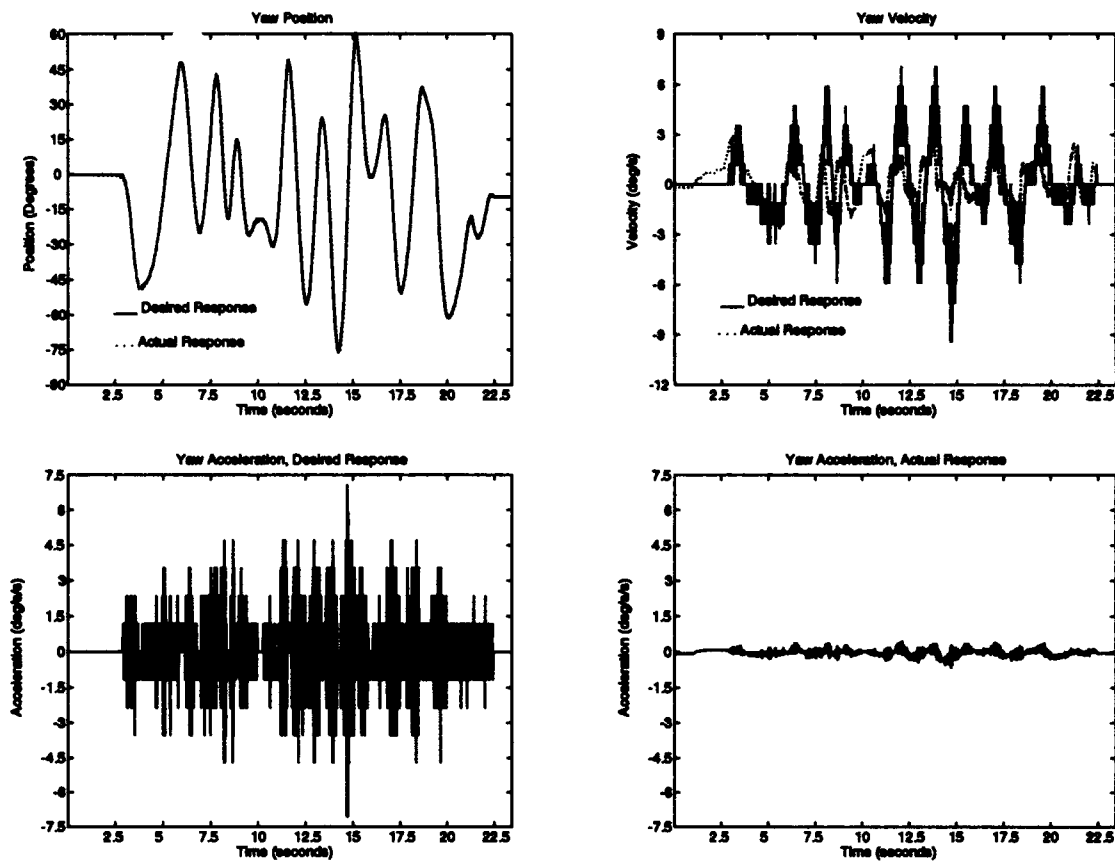 Yaw Position
60
45
30
15
0
-15
-30
-45
-60
-75
-90
Position (Degrees)
Desired Response
Actual Response
2.5 5 7.5 10 12.5 15 17.5 20 22.5
Time (seconds)
Yaw Velocity
9
6
3
0
-3
-6
-9
-12
Velocity (deg/s)
Desired Response
Actual Response
2.5 5 7.5 10 12.5 15 17.5 20 22.5
Time (seconds)
Yaw Acceleration, Desired Response
7.5
6
4.5
3
1.5
0
-1.5
-3
-4.5
-6
-7.5
Acceleration (deg/s/s)
2.5 5 7.5 10 12.5 15 17.5 20 22.5
Time (seconds)
Yaw Acceleration, Actual Response
7.5
6
4.5
3
1.5
0
-1.5
-3
-4.5
-6
-7.5
Acceleration (deg/s/s)
2.5 5 7.5 10 12.5 15 17.5 20 22.5
Time (seconds)